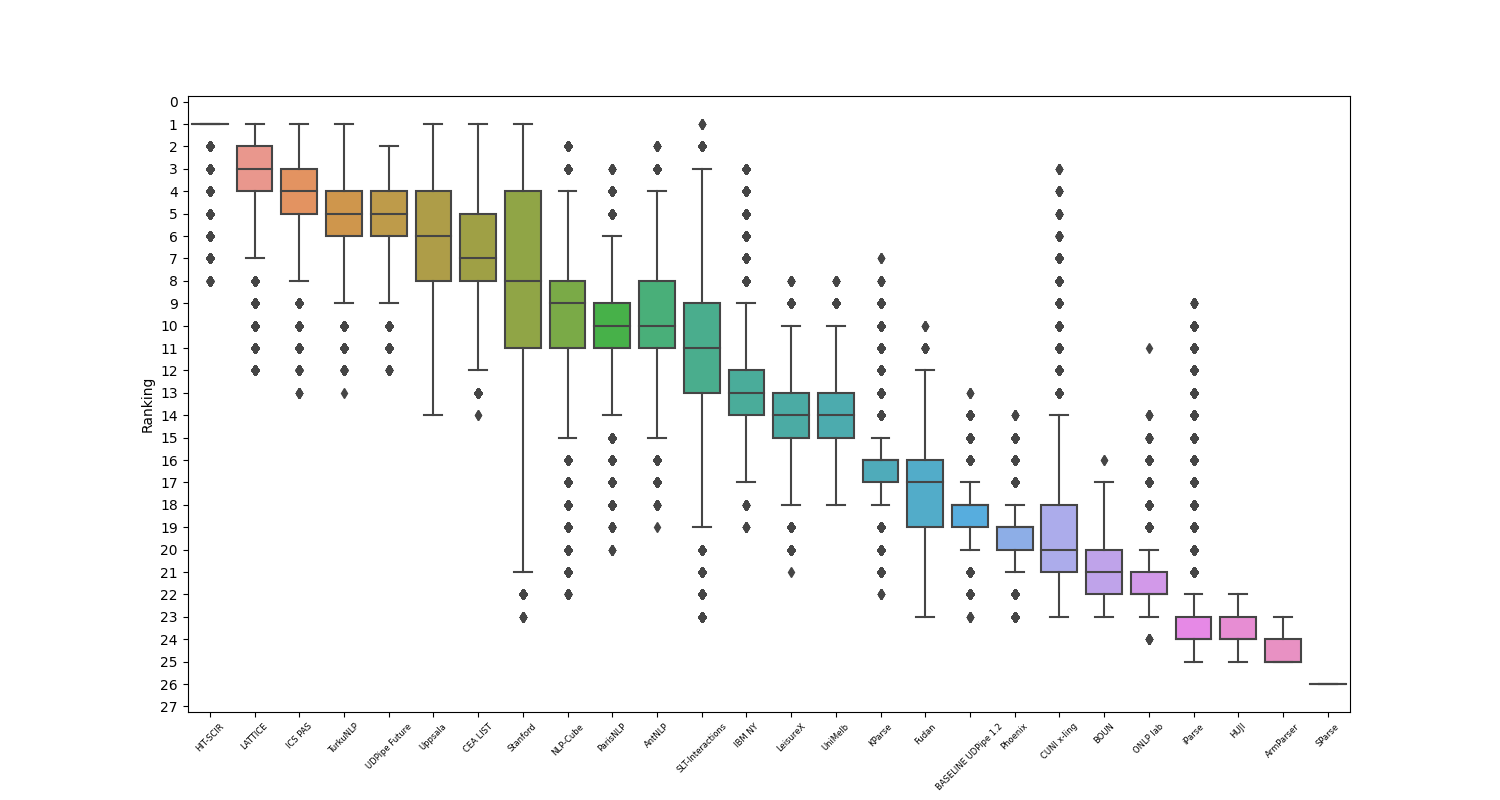 Ranking
0
1
2
3
4
5
6
7
8
9
10
11
12
13
14
15
16
17
18
19
20
21
22
23
24
25
26
27
HIT-SCIR
LATTICE
ICS PAS
TurkuNLP
UDPipe Future
Uppsala
CEA LIST
Stanford
NLP-Cube
ParisNLP
AntNLP
SLT-Interactions
IBM NY
LeisureX
UniMelb
KParse
Fudan
BASELINE UDPipe 1.2
Phoenix
CUNI x-ling
BOUN
ONLP lab
iParse
HUJI
ArmParser
SParse